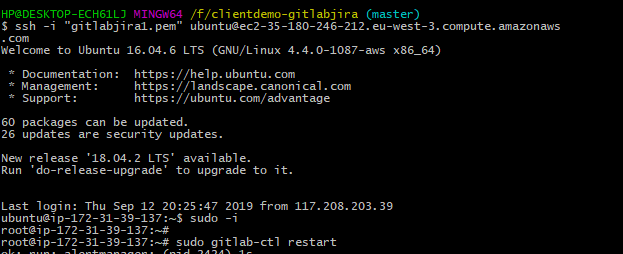 HP@DESKTOP-ECH61LJ MINGW64 /f/clientdemo-gitlabjira (master)
$ ssh -i "gitlabjira1.pem" ubuntu@ec2-35-180-246-212.eu-west-3.compute.amazonaws
.com
Welcome to Ubuntu 16.04.6 LTS (GNU/Linux 4.4.0-1087-aws x86_64)
* Documentation: https://help.ubuntu.com
* Management: https://landscape.canonical.com
* Support: https://ubuntu.com/advantage
60 packages can be updated.
26 updates are security updates.
New release '18.04.2 LTS' available.
Run 'do-release-upgrade' to upgrade to it.
Last login: Thu Sep 12 20:25:47 2019 from 117.208.203.39
ubuntu@ip-172-31-39-137:~$ sudo -i
root@ip-172-31-39-137:~#
root@ip-172-31-39-137:~# sudo gitlab-ctl restart
ok: run: alertmanager: (pid 2424) 1s